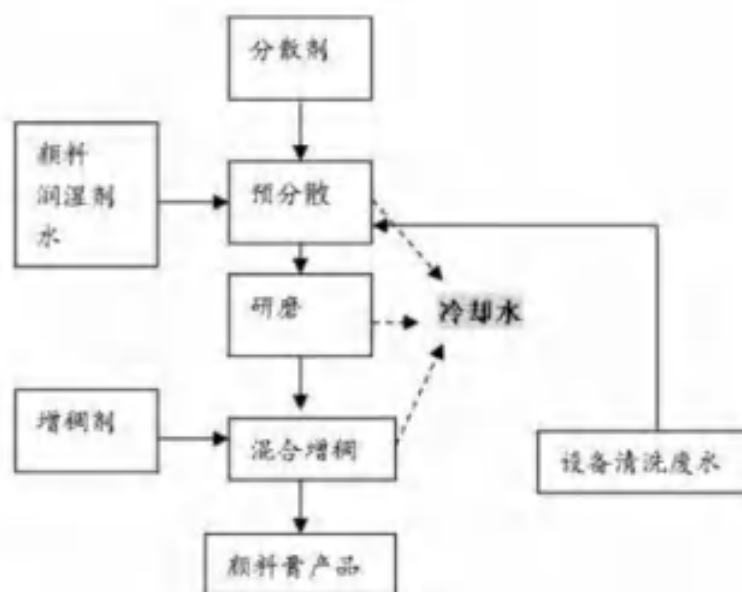 分散剂
颜料
润湿剂
水
预分散
研磨
冷却水
增稠剂
混合增稠
设备清洗废水
颜料膏产品